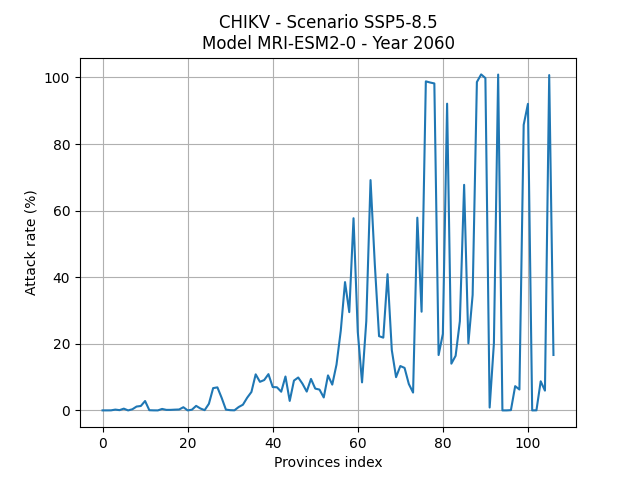 CHIKV - Scenario SSP5-8.5
Model MRI-ESM2-0 - Year 2060
Attack rate (%)
100
80
60
40
20
0
0 20 40 60 80 100
Provinces index